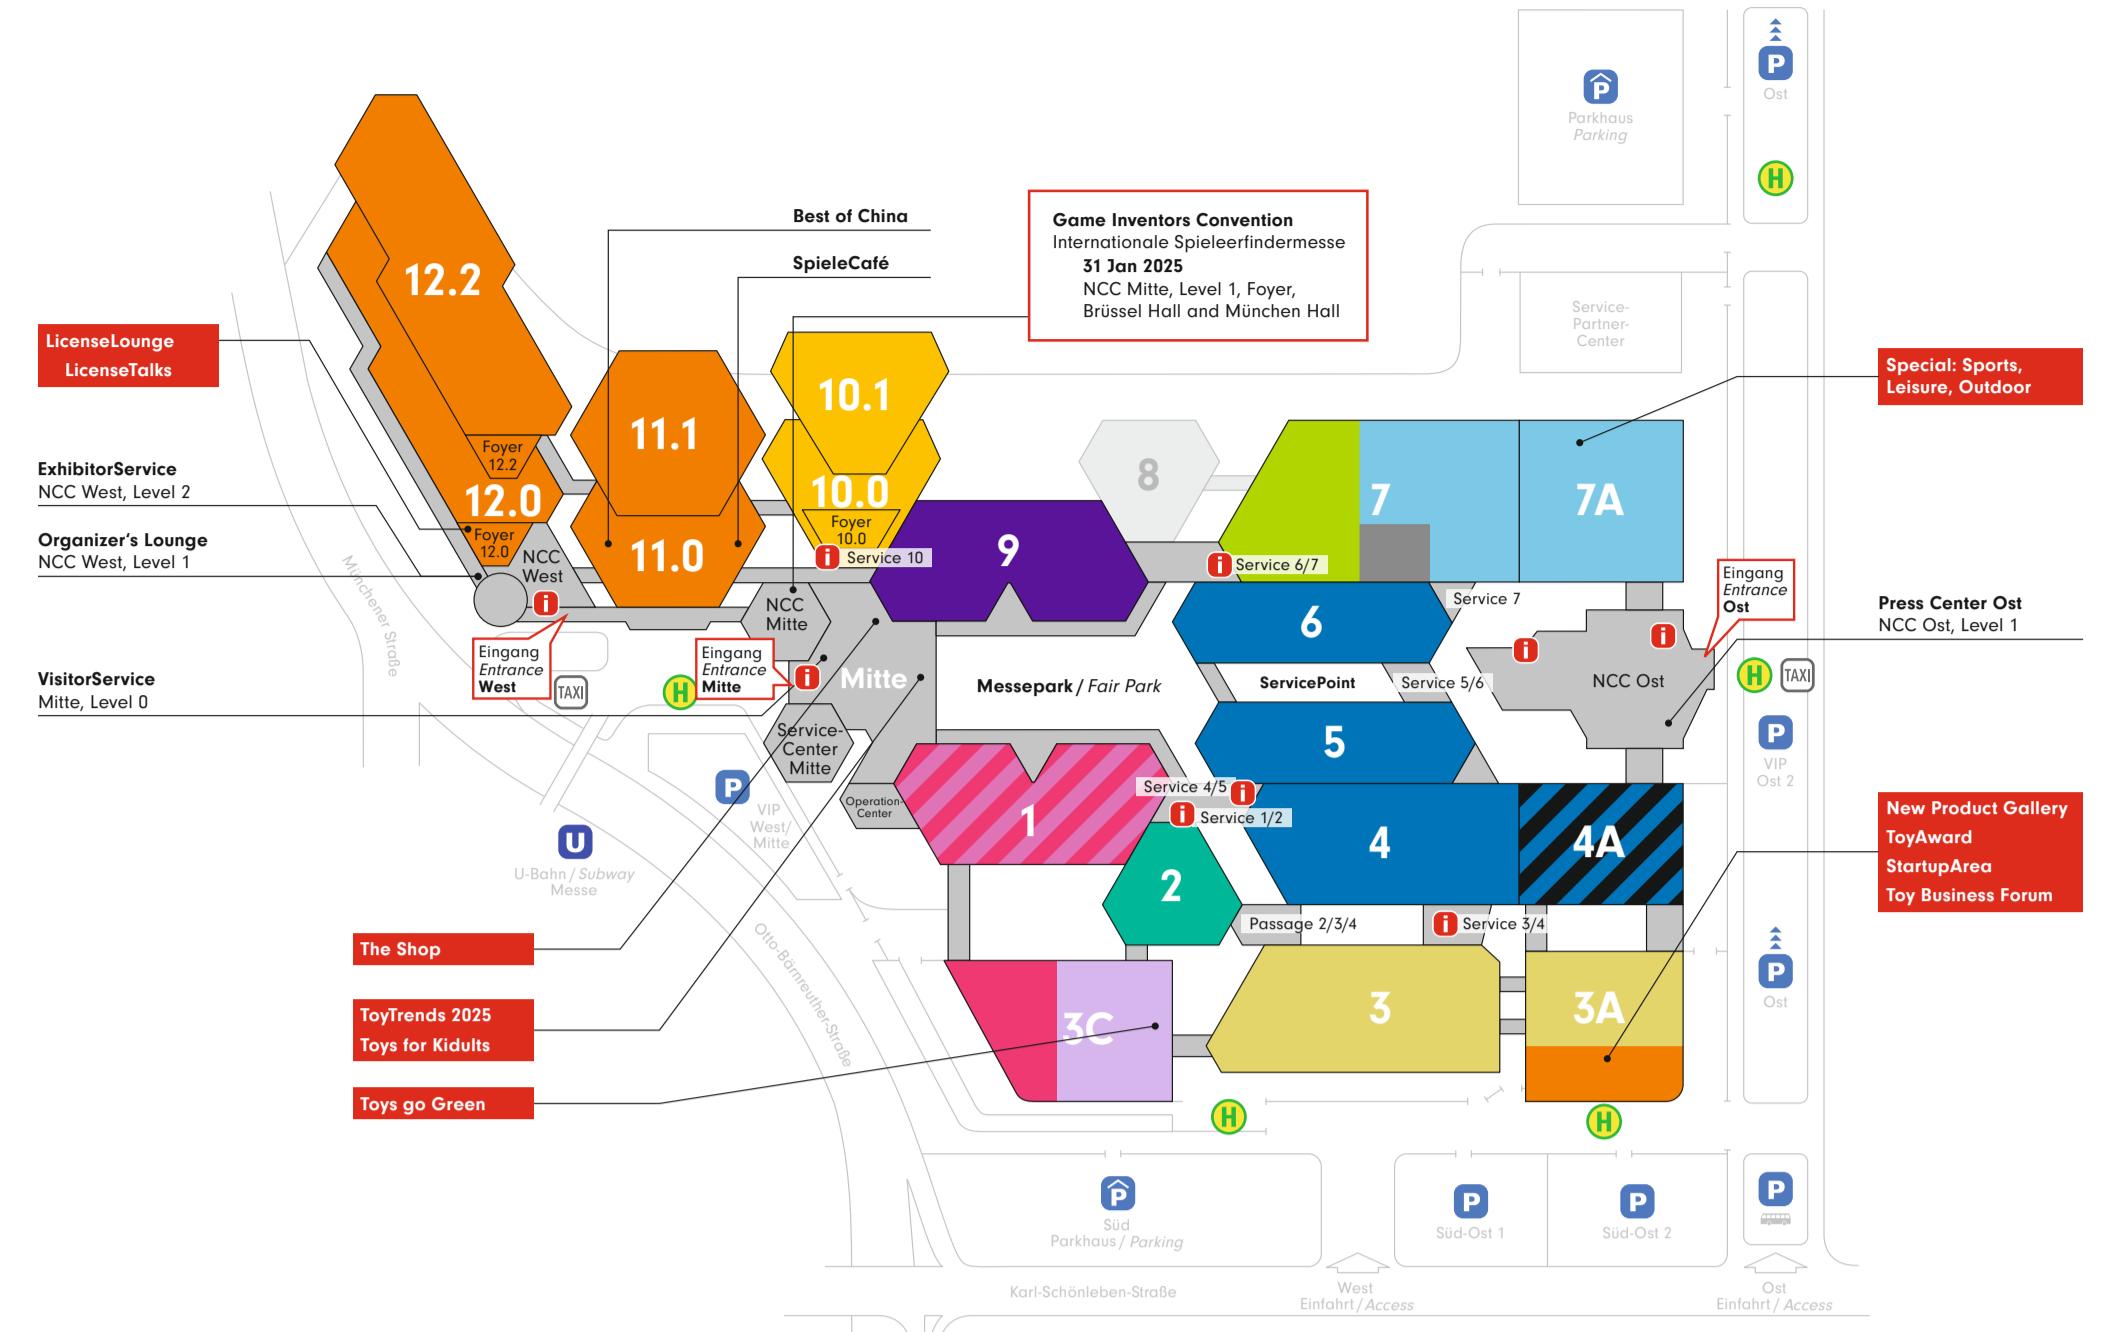 P
Ost
P
Parkhaus
Parking
H
Best of China
SpieleCafé
Game Inventors Convention
Internationale Spieleerfindermesse
31 Jan 2025
NCC Mitte, Level 1, Foyer,
Brüssel Hall and München Hall
Service-
Partner-
Center
LicenseLounge
LicenseTalks
Special: Sports,
Leisure, Outdoor
12.2
11.1
10.1
8
7
7A
Foyer
12.2
12.0
Foyer
12.0
10.0
Foyer
10.0
ExhibitorService
NCC West, Level 2
Organizer's Lounge
NCC West, Level 1
NCC
West
11.0
i
Service 10
9
i
Service 6/7
Münchener Straße
i
NCC
Mitte
6
Service 7
Eingang
Entrance
Ost
Press Center Ost
NCC Ost, Level 1
Eingang
Entrance
West
TAXI
H
Eingang
Entrance
Mitte
i
Mitte
Messepark / Fair Park
ServicePoint
Service 5/6
i
i
NCC Ost
H
TAXI
VisitorService
Mitte, Level 0
Service-
Center
Mitte
5
P
VIP
Ost 2
P
VIP
West/
Mitte
Operation-
Center
1
Service 4/5
i
i
Service 1/2
4
4A
New Product Gallery
ToyAward
StartupArea
Toy Business Forum
U
U-Bahn / Subway
Messe
2
Passage 2/3/4
i
Service 3/4
Otto-Bärnreuther-Straße
The Shop
P
Ost
ToyTrends 2025
Toys for Kidults
3C
3
3A
Toys go Green
H
H
P
Süd
Parkhaus / Parking
P
Süd-Ost 1
P
Süd-Ost 2
P
Karl-Schönleben-Straße
West
Einfahrt / Access
Ost
Einfahrt / Access